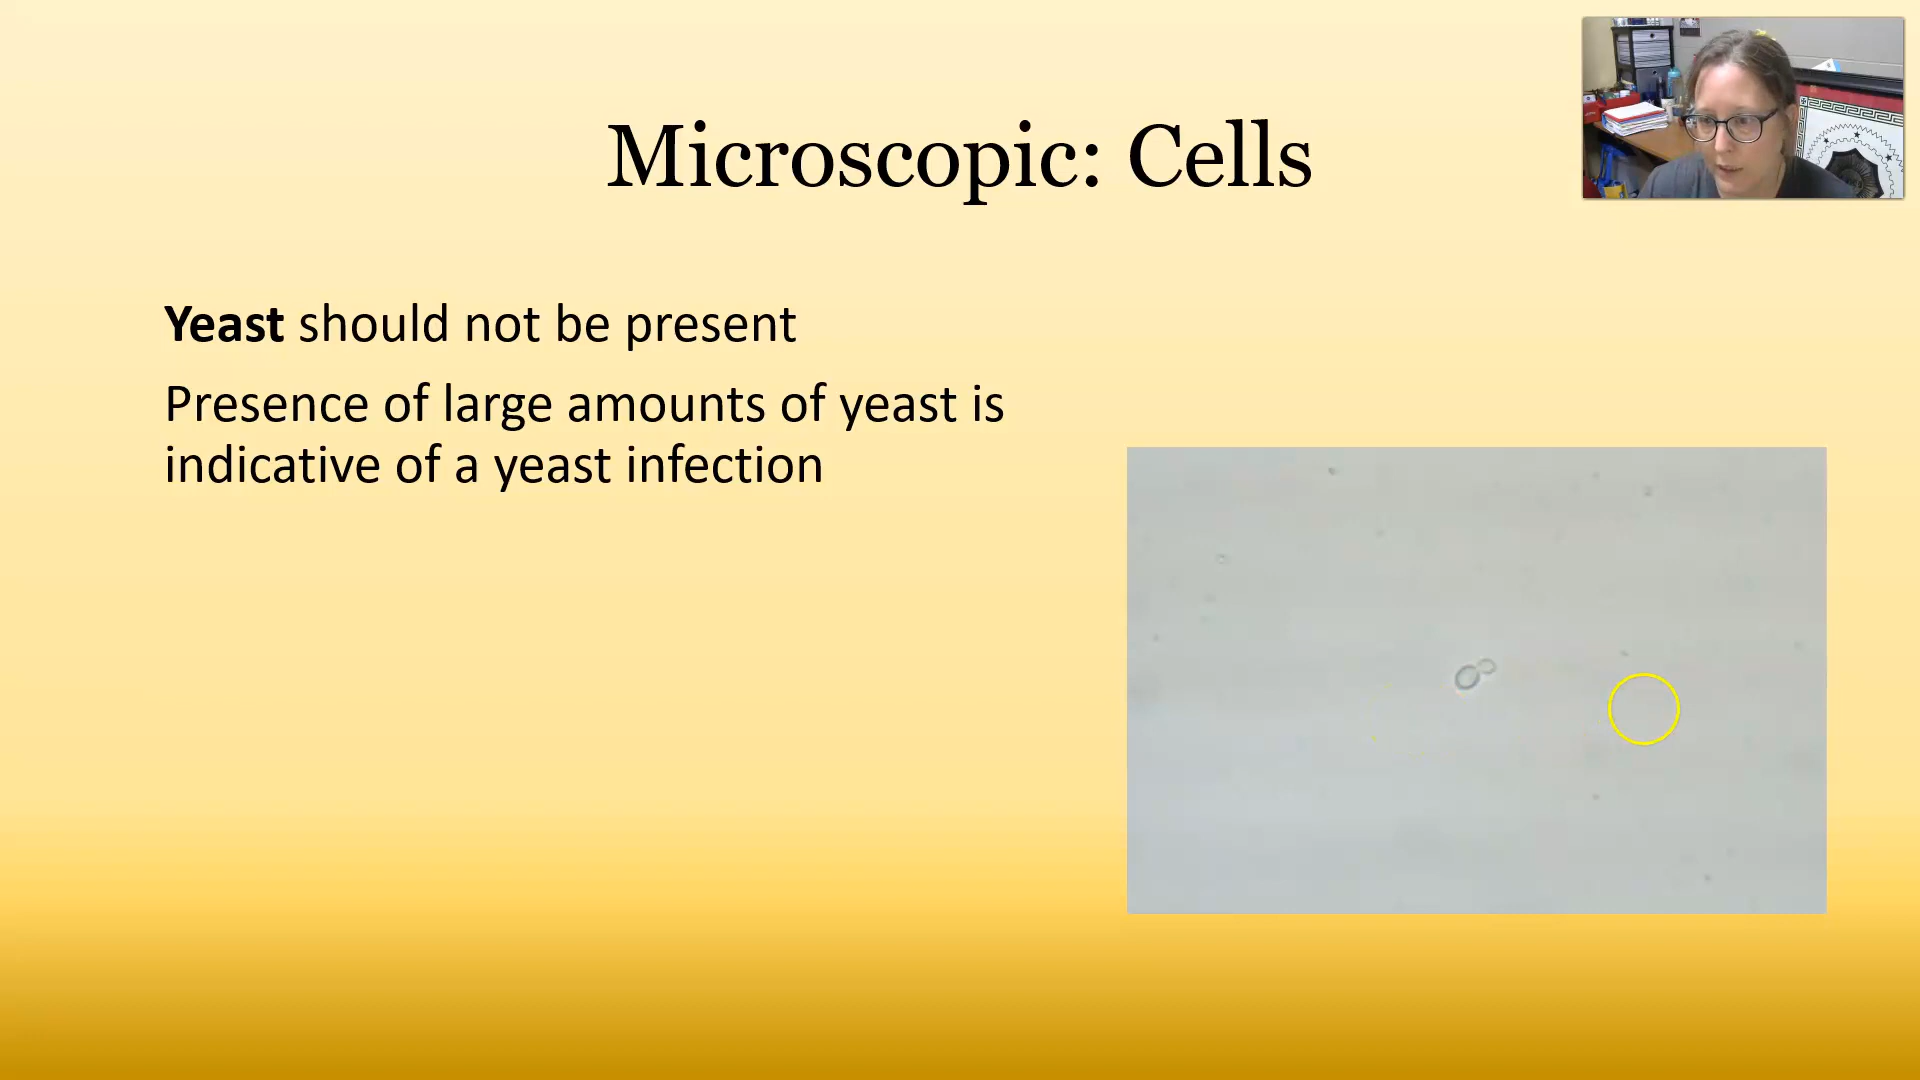 Microscopic: Cells
Yeast should not be present
Presence of large amounts of yeast is
indicative of a yeast infection